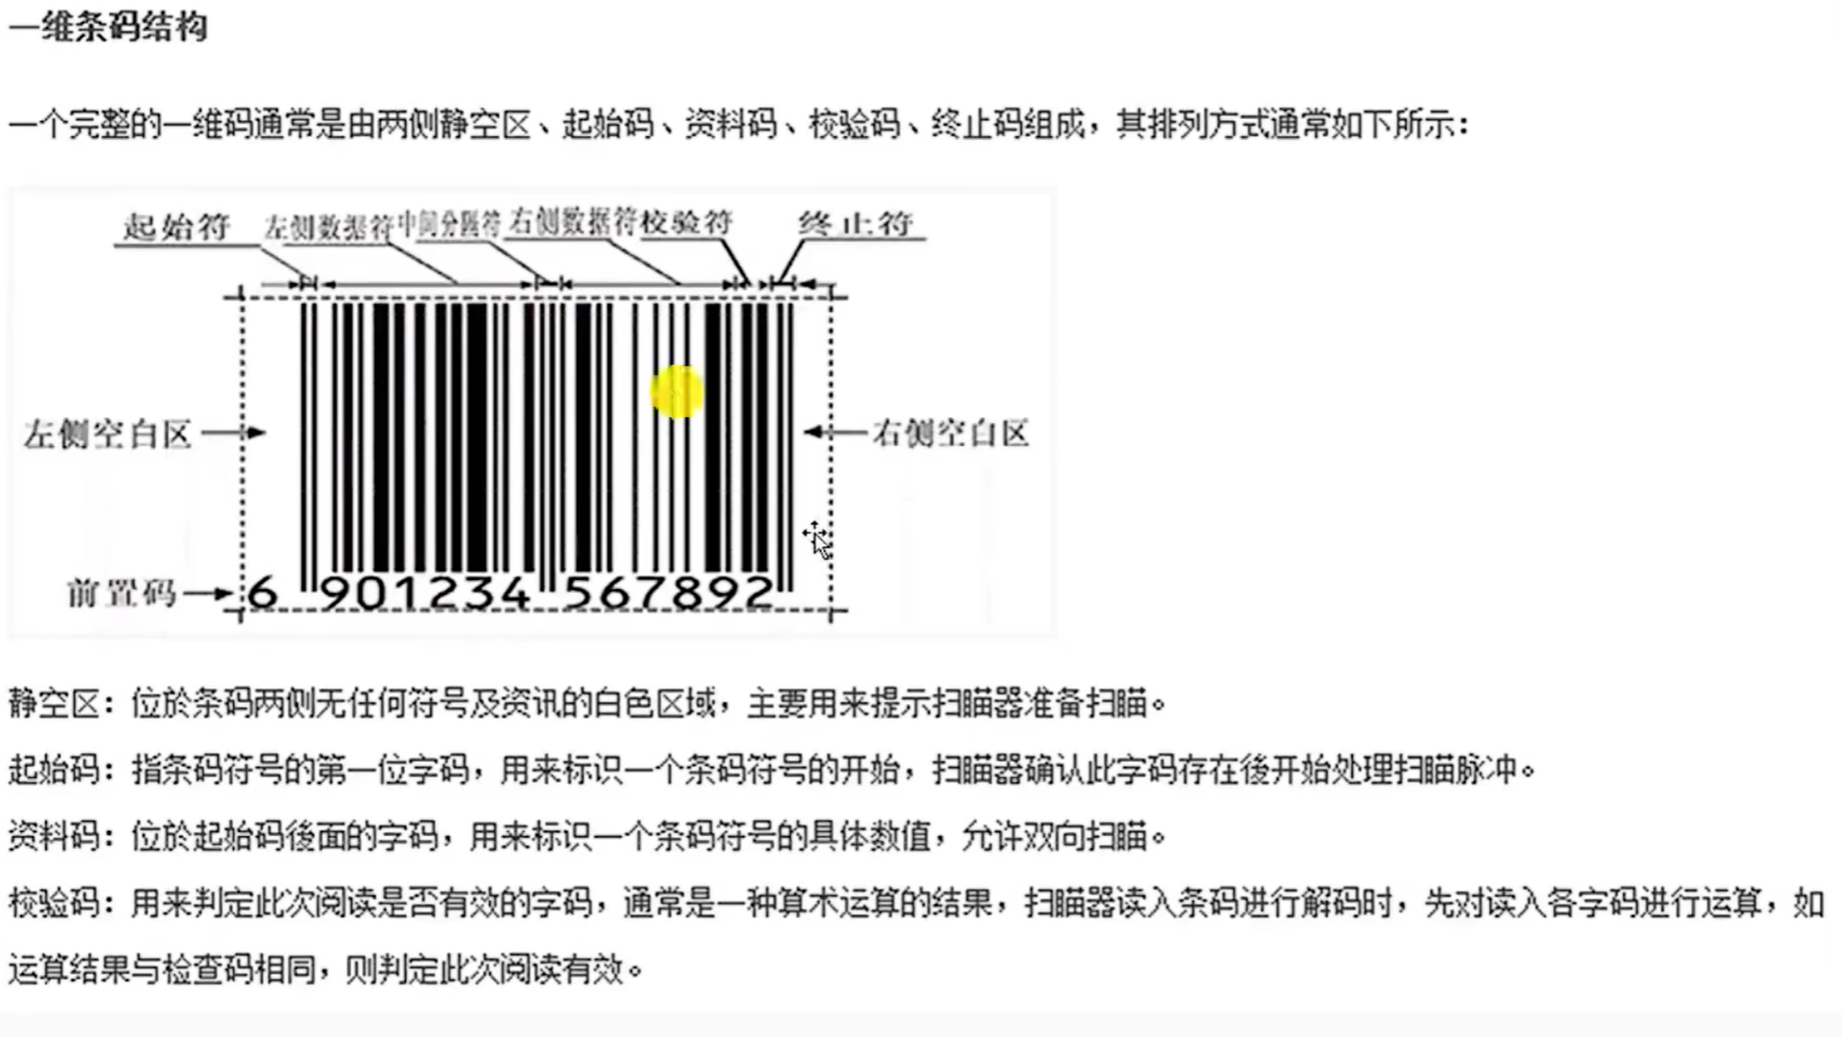 一维条码结构
一个完整的一维码通常是由两侧静空区、起始码、资料码、校验码、终止码组成，其排列方式通常如下所示：
起始符 左侧数据符 中间分隔符 右侧数据符 校验符 终止符
左侧空白区 右侧空白区
前置码 6 901234 567892
静空区：位於条码两侧无任何符号及资讯的白色区域，主要用来提示扫瞄器准备扫瞄。
起始码：指条码符号的第一位字码，用来标识一个条码符号的开始，扫瞄器确认此字码存在後开始处理扫瞄脉冲。
资料码：位於起始码後面的字码，用来标识一个条码符号的具体数值，允许双向扫瞄。
校验码：用来判定此次阅读是否有效的字码，通常是一种算术运算的结果，扫瞄器读入条码进行解码时，先对读入各字码进行运算，如
运算结果与检查码相同，则判定此次阅读有效。